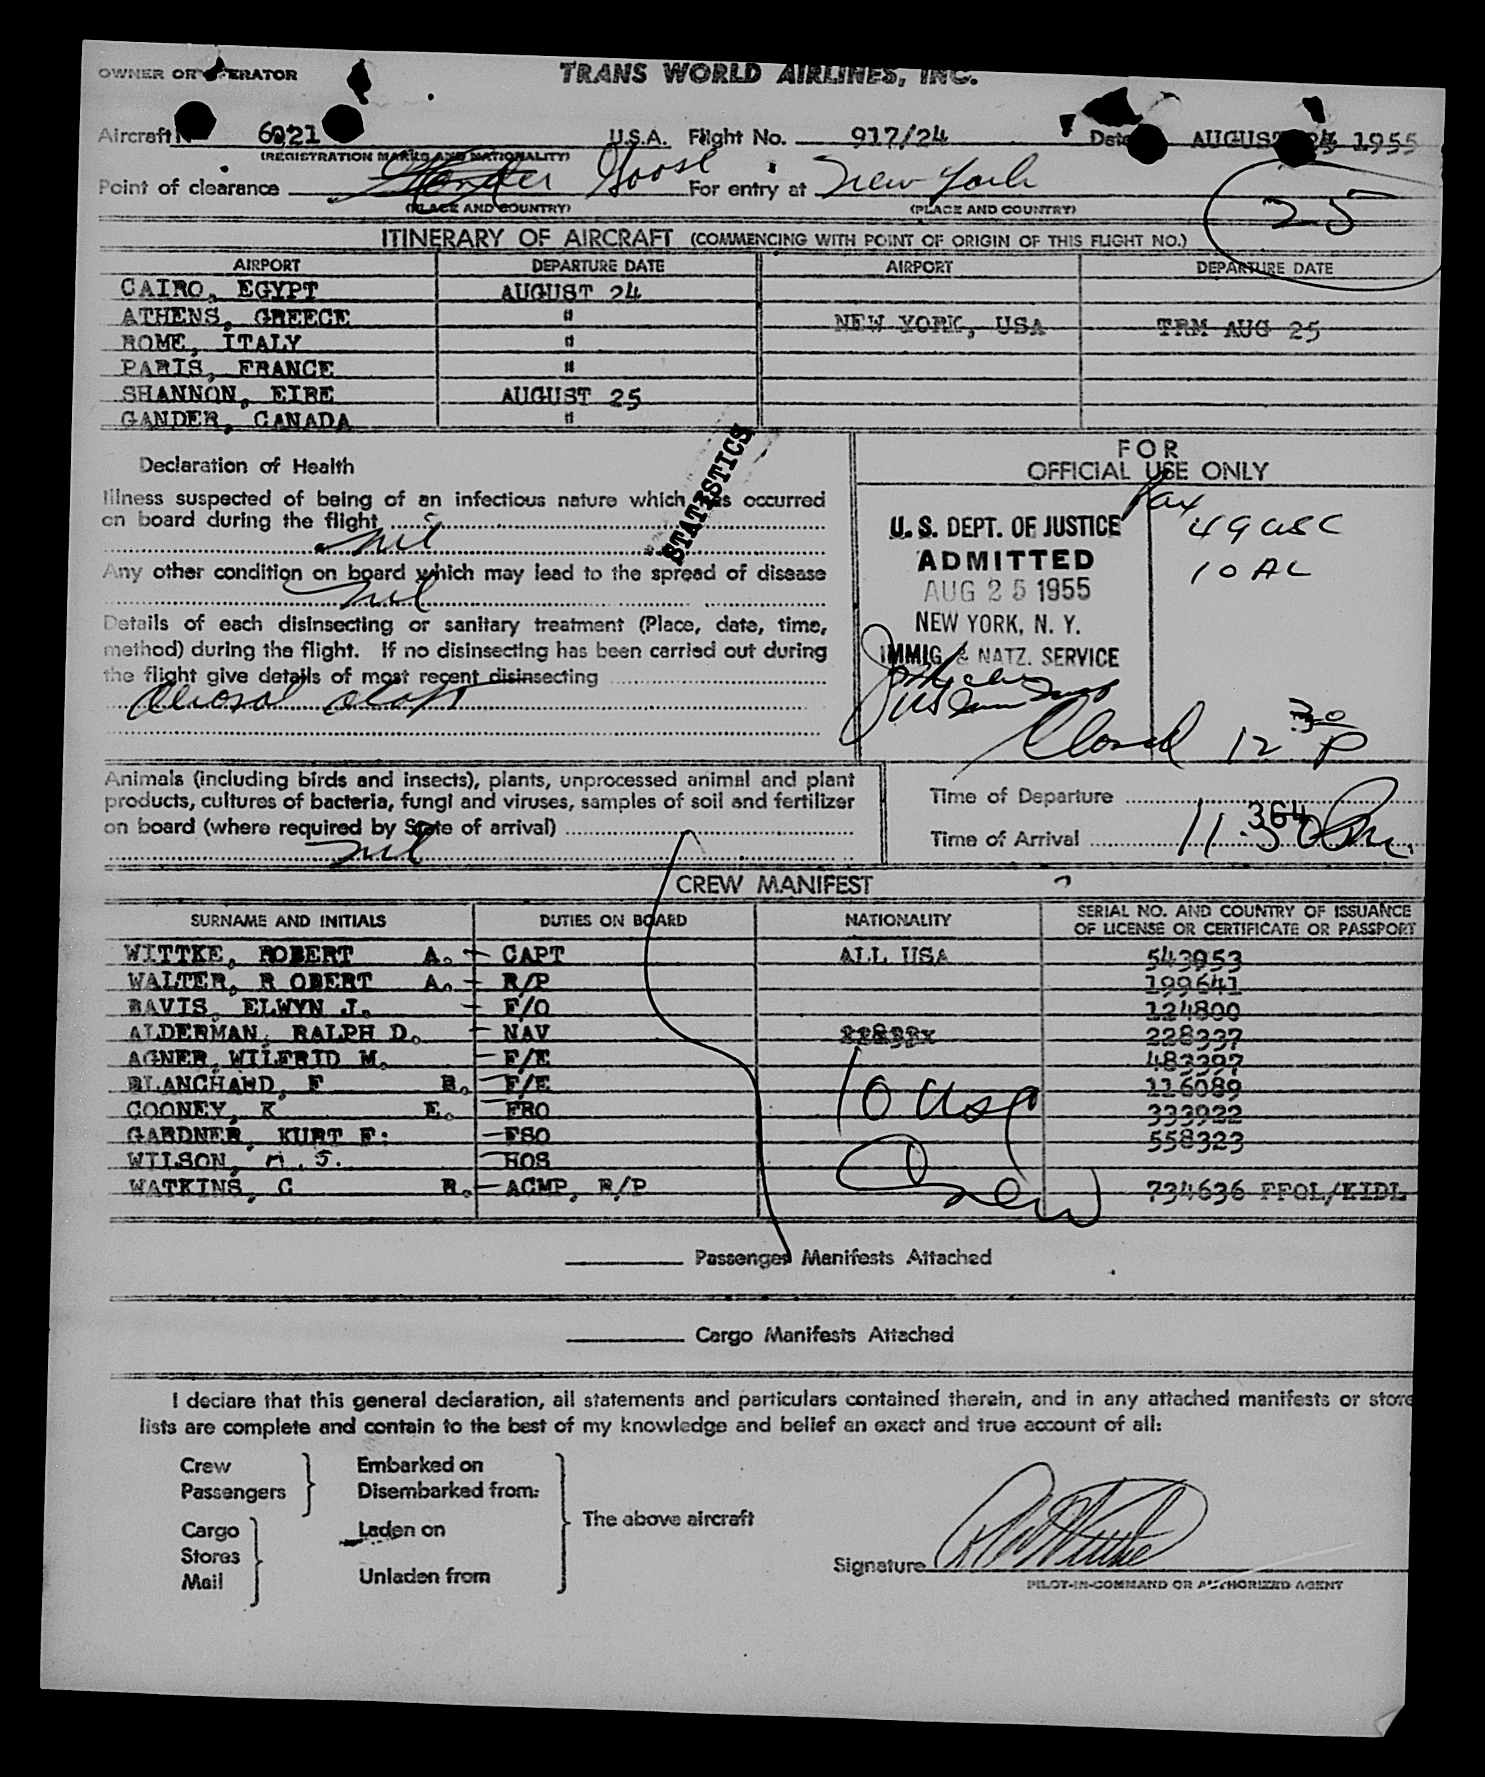 OWNER OR OPERATOR TRANS WORLD AIRLINES, INC.
Aircraft N 6021 U.S.A. Flight No. 917/24 Date AUGUST 24 1955
(REGISTRATION MARKS AND NATIONALITY)
Point of clearance Gander Goose For entry at New York
(PLACE AND COUNTRY) (PLACE AND COUNTRY)
25
ITINERARY OF AIRCRAFT (COMMENCING WITH POINT OF ORIGIN OF THIS FLIGHT NO.)
AIRPORT DEPARTURE DATE AIRPORT DEPARTURE DATE
CAIRO, EGYPT AUGUST 24
ATHENS, GREECE " NEW YORK, USA TRM AUG 25
ROME, ITALY "
PARIS, FRANCE "
SHANNON, EIRE AUGUST 25
GANDER, CANADA "
STATISTICS
Declaration of Health
Illness suspected of being of an infectious nature which has occurred
on board during the flight
nil
Any other condition on board which may lead to the spread of disease
nil
Details of each disinsecting or sanitary treatment (Place, date, time,
method) during the flight. If no disinsecting has been carried out during
the flight give details of most recent disinsecting
Aerosol
FOR
OFFICIAL USE ONLY
Pax
49 USC
10 AL
U. S. DEPT. OF JUSTICE
ADMITTED
AUG 25 1955
NEW YORK, N. Y.
IMMIG. & NATZ. SERVICE
Closed 12 30 P
Animals (including birds and insects), plants, unprocessed animal and plant
products, cultures of bacteria, fungi and viruses, samples of soil and fertilizer
on board (where required by State of arrival)
nil
Time of Departure
364
Time of Arrival 11.30 Pm.
CREW MANIFEST
SURNAME AND INITIALS DUTIES ON BOARD NATIONALITY SERIAL NO. AND COUNTRY OF ISSUANCE
OF LICENSE OR CERTIFICATE OR PASSPORT
WITTKE, ROBERT A. CAPT ALL USA 543953
WALTER, R OBERT A. R/P 199641
DAVIS, ELWYN J. F/O 124800
ALDERMAN, RALPH D. NAV 228337
AGNER, WILFRID M. F/E 483397
BLANCHARD, F R. F/E 116089
COONEY, K E. FRO 333922
GARDNER, KURT F: FSO 558323
WILSON, M. J. HOS
WATKINS, C R. ACMP, R/P 734636 FFOL/KIDL
10 USC
Crew
Passenger Manifests Attached
Cargo Manifests Attached
I declare that this general declaration, all statements and particulars contained therein, and in any attached manifests or store
lists are complete and contain to the best of my knowledge and belief an exact and true account of all:
Crew Embarked on
Passengers Disembarked from:
The above aircraft
Cargo Laden on
Stores
Mail Unladen from
Signature R A Wittke
PILOT-IN-COMMAND OR AUTHORIZED AGENT